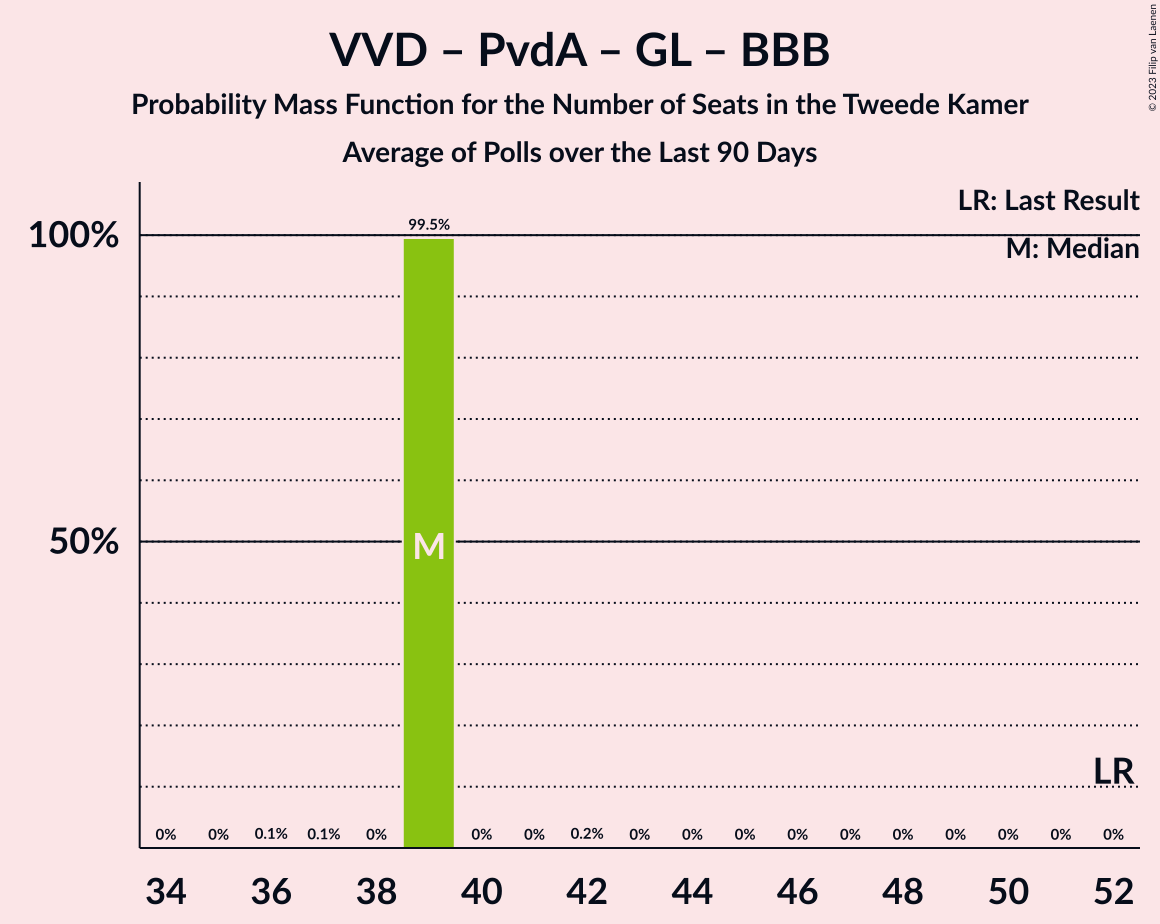 VVD – PvdA – GL – BBB
Probability Mass Function for the Number of Seats in the Tweede Kamer
Average of Polls over the Last 90 Days
© 2023 Filip van Laenen
LR: Last Result
M: Median
100%
50%
99.5%
M
LR
0% 0% 0.1% 0.1% 0% 0% 0% 0.2% 0% 0% 0% 0% 0% 0% 0% 0% 0% 0%
34 36 38 40 42 44 46 48 50 52